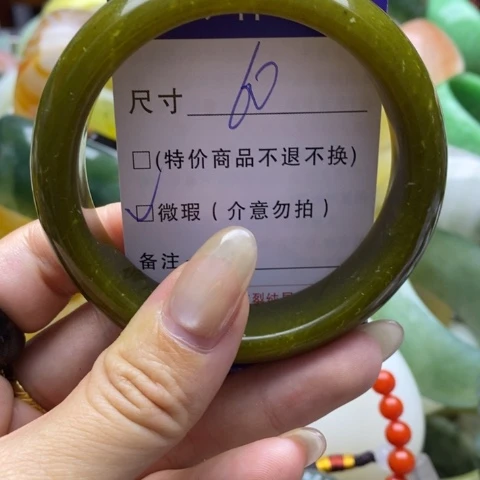 尺寸 60
□(特价商品不退不换)
☑微瑕(介意勿拍)
备注